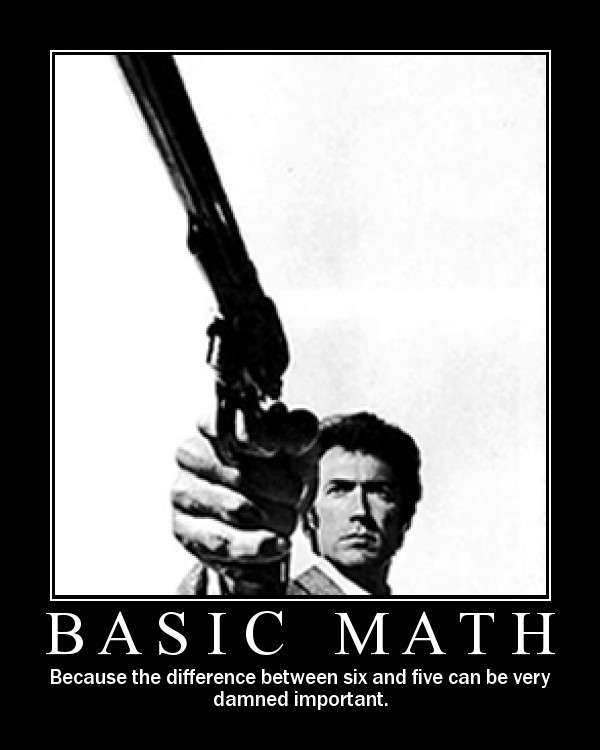 BASIC MATH
Because the difference between six and five can be very
damned important.